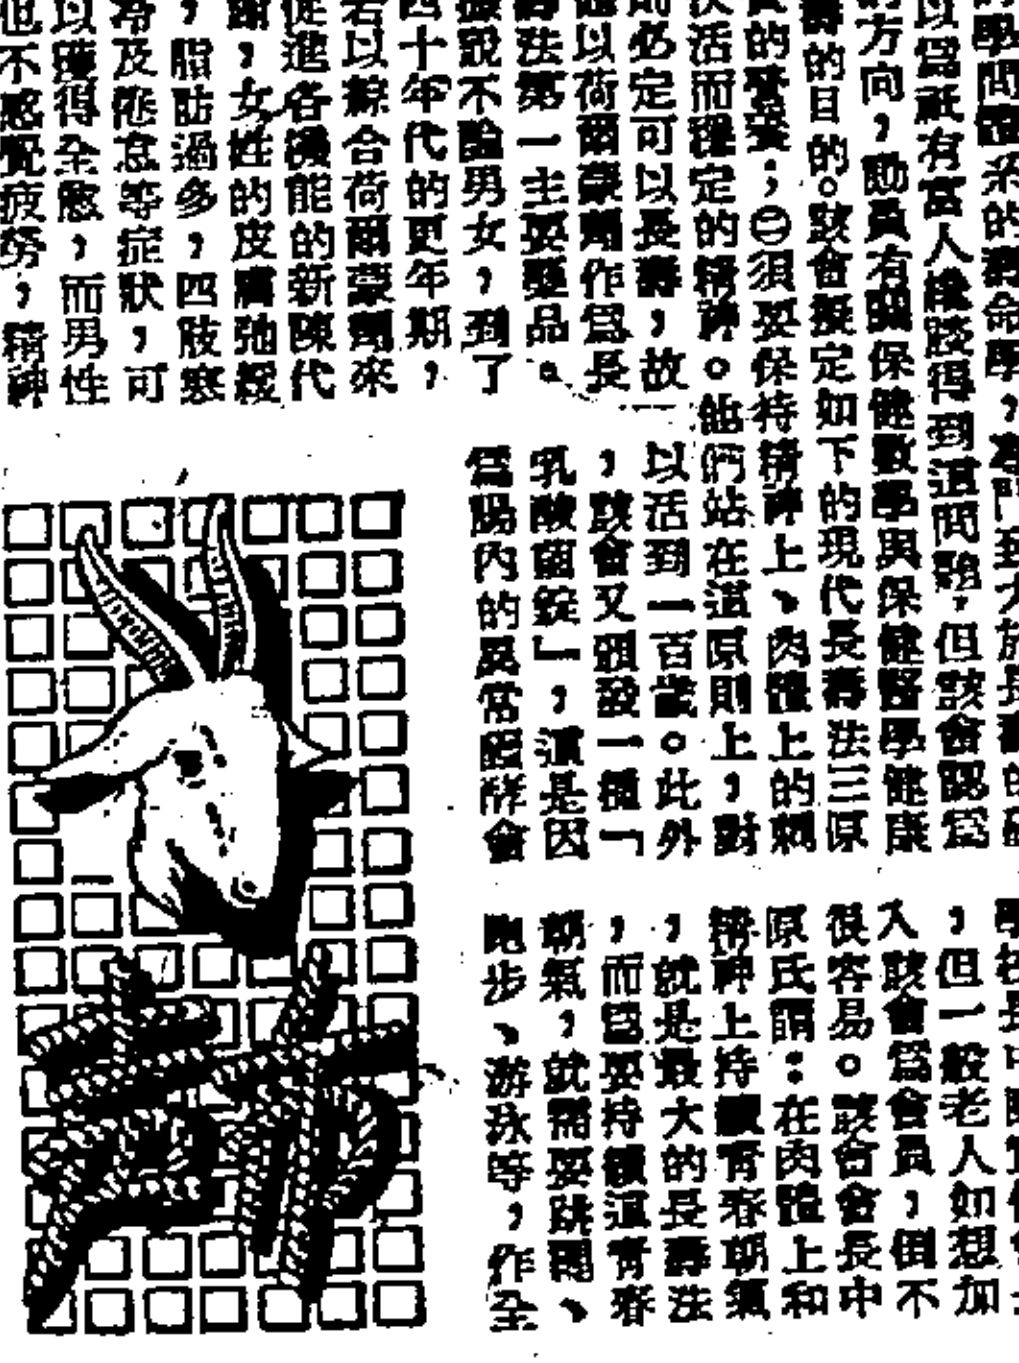 學問體系的壽命學，專門致力於長壽的
以爲祇有富人纔談得到這問題，但該會認爲
的方向，動員有關保健數學與保健醫學健康
壽的目的。該會擬定如下的現代長壽法三原
的營養；㊁須要保持精神上、肉體上的刺
快活而穩定的精神。他們站在這原則上，對
則必定可以長壽，故
以荷爾蒙劑作爲長
壽法第一主要藥品。
據說不論男女，到了
四十年代的更年期，
若以綜合荷爾蒙劑來
促進各機能的新陳代
謝，女性的皮膚弛緩
，脂肪過多，四肢寒
冷及倦怠等症狀，可
以獲得全愈，而男性
也不感覺疲勞，精神
以活到一百歲。此外
，該會又頒發一種「
乳酸菌錠」，這是因
爲腸內的異常醱酵會
，但一般老人如想加
入該會爲會員，倒不
很容易。該會會長中
原氏謂：在肉體上和
精神上持續青春朝氣
，就是最大的長壽法
，而爲要持續這青春
朝氣，就需要跳繩、
跑步、游泳等，作全